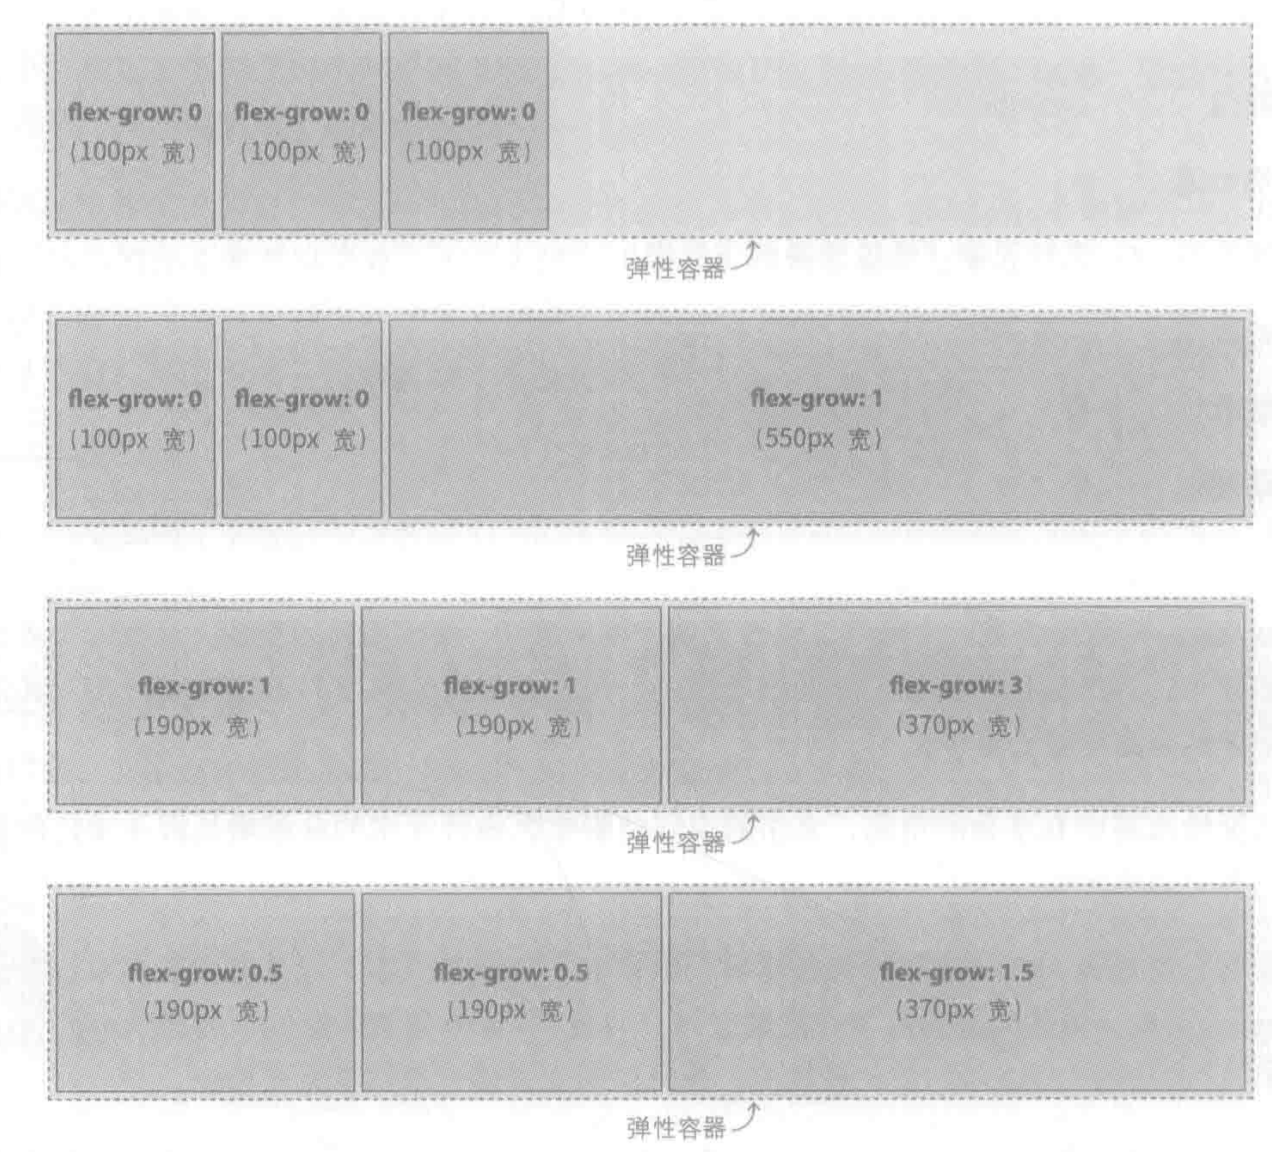 flex-grow: 0 flex-grow: 0 flex-grow: 0
(100px 宽) (100px 宽) (100px 宽)
弹性容器
flex-grow: 0 flex-grow: 0 flex-grow: 1
(100px 宽) (100px 宽) (550px 宽)
弹性容器
flex-grow: 1 flex-grow: 1 flex-grow: 3
(190px 宽) (190px 宽) (370px 宽)
弹性容器
flex-grow: 0.5 flex-grow: 0.5 flex-grow: 1.5
(190px 宽) (190px 宽) (370px 宽)
弹性容器